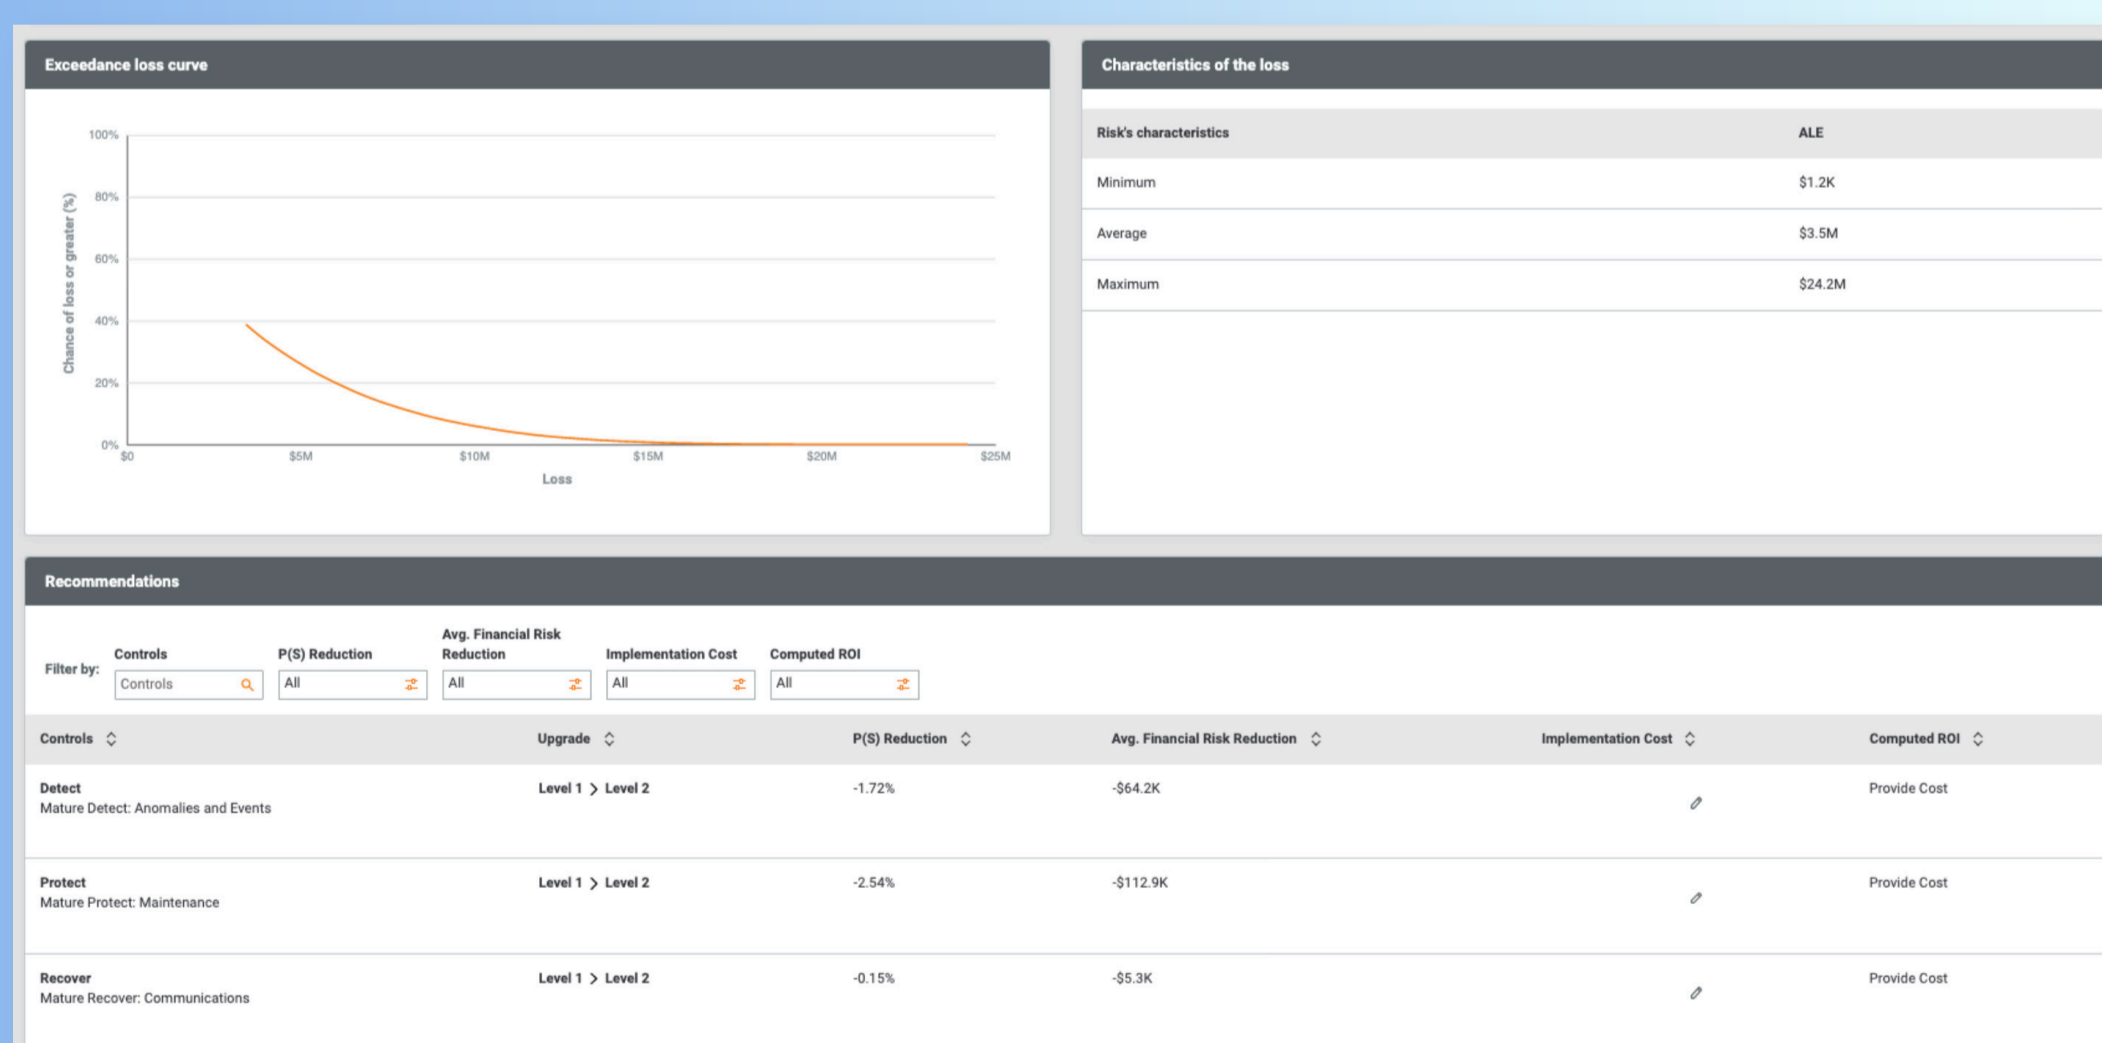 Exceedance loss curve
100%
80%
60%
40%
20%
0%
Chance of loss or greater (%)
$0 $5M $10M $15M $20M $25M
Loss
Characteristics of the loss
Risk's characteristics ALE
Minimum $1.2K
Average $3.5M
Maximum $24.2M
Recommendations
Filter by:
Controls
Controls
P(S) Reduction
All
Avg. Financial Risk
Reduction
All
Implementation Cost
All
Computed ROI
All
Controls Upgrade P(S) Reduction Avg. Financial Risk Reduction Implementation Cost Computed ROI
Detect Level 1 > Level 2 -1.72% -$64.2K Provide Cost
Mature Detect: Anomalies and Events
Protect Level 1 > Level 2 -2.54% -$112.9K Provide Cost
Mature Protect: Maintenance
Recover Level 1 > Level 2 -0.15% -$5.3K Provide Cost
Mature Recover: Communications